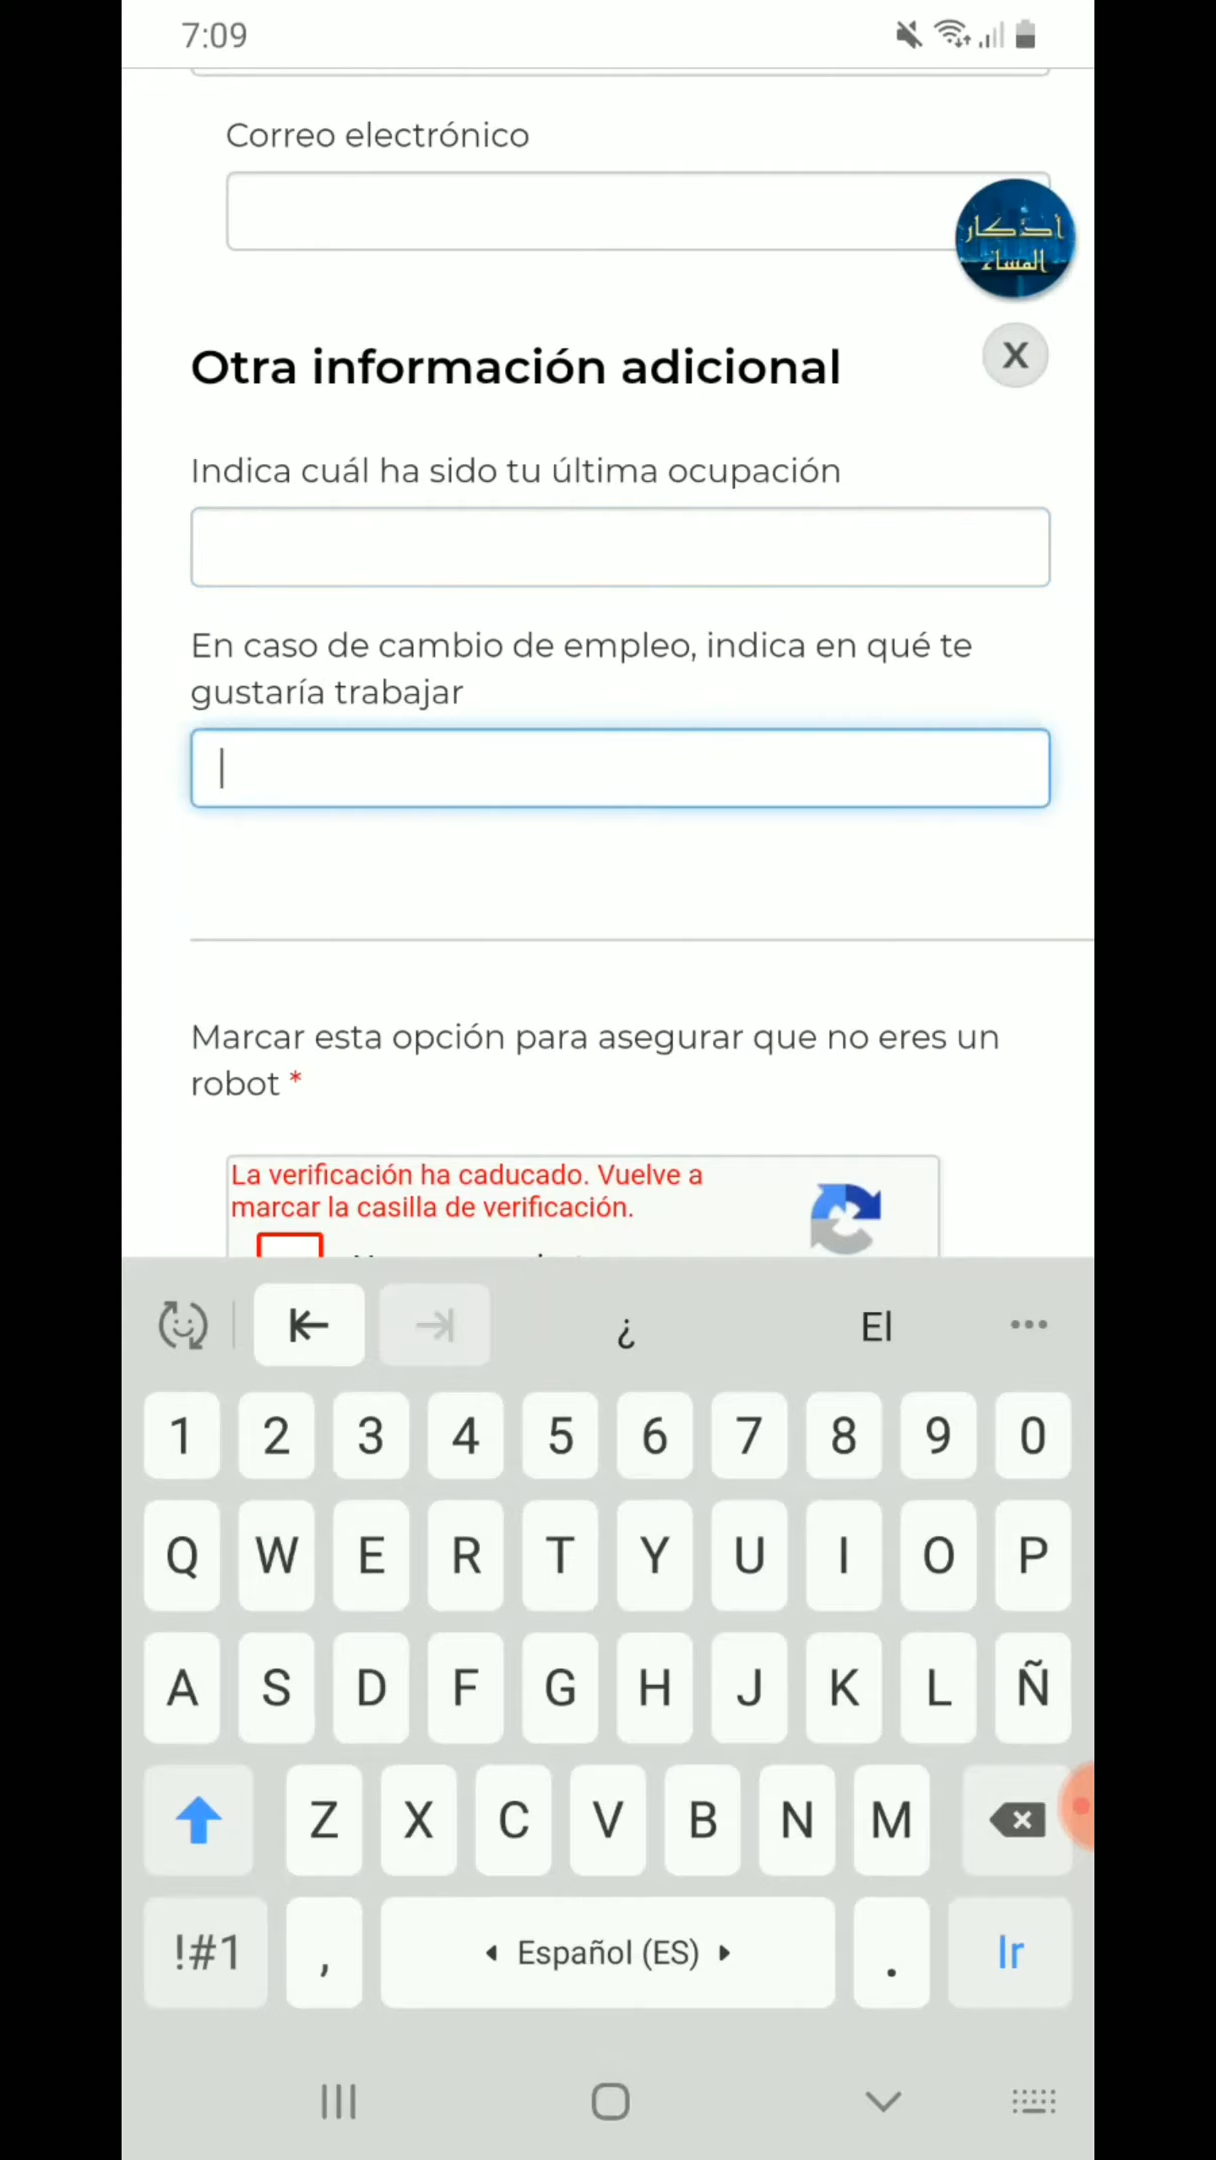 7:09
Correo electrónico
أذكار
المساء
Otra información adicional
X
Indica cuál ha sido tu última ocupación
En caso de cambio de empleo, indica en qué te
gustaría trabajar
Marcar esta opción para asegurar que no eres un
robot *
La verificación ha caducado. Vuelve a
marcar la casilla de verificación.
¿ El
1 2 3 4 5 6 7 8 9 0
Q W E R T Y U I O P
A S D F G H J K L Ñ
Z X C V B N M
!#1 , Español (ES) . Ir